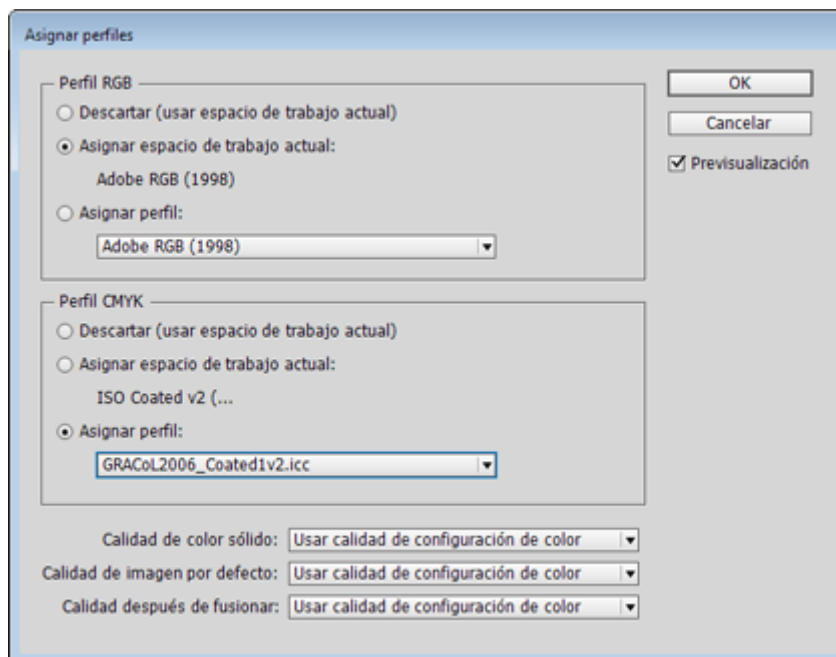 Asignar perfiles
Perfil RGB
Descartar (usar espacio de trabajo actual)
Asignar espacio de trabajo actual:
Adobe RGB (1998)
Asignar perfil:
Adobe RGB (1998)
OK
Cancelar
Previsualización
Perfil CMYK
Descartar (usar espacio de trabajo actual)
Asignar espacio de trabajo actual:
ISO Coated v2 (...
Asignar perfil:
GRACoL2006_Coated1v2.icc
Calidad de color sólido: Usar calidad de configuración de color
Calidad de imagen por defecto: Usar calidad de configuración de color
Calidad después de fusionar: Usar calidad de configuración de color